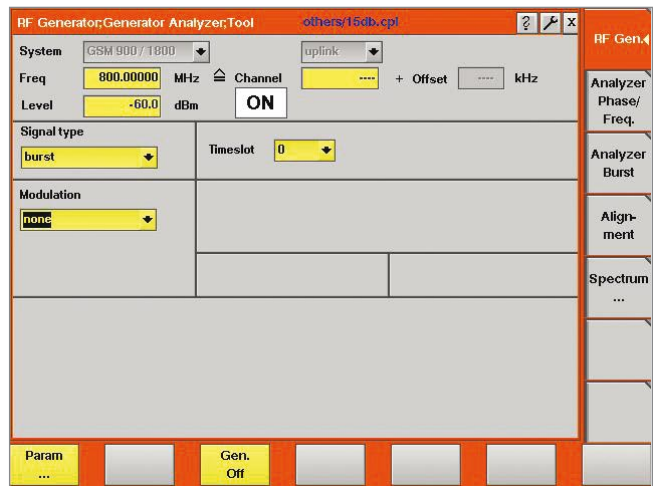 RF Generator;Generator Analyzer;Tool others/15db.cpl ? x
RF Gen.
System GSM 900 / 1800 uplink
Freq 800.00000 MHz ≙ Channel ---- + Offset ---- kHz
Level -60.0 dBm ON
Signal type
burst
Timeslot 0
Modulation
none
Analyzer
Phase/
Freq.
Analyzer
Burst
Align-
ment
Spectrum
...
Param
...
Gen.
Off